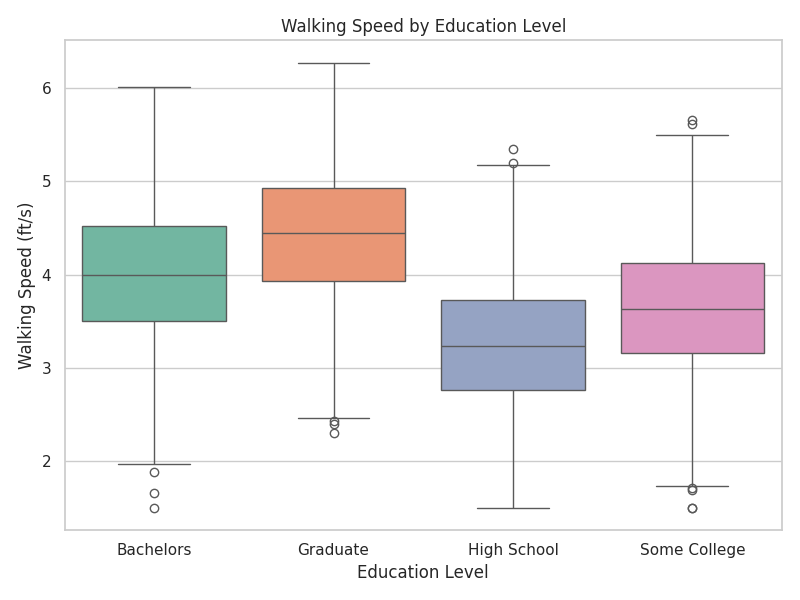 Walking Speed by Education Level
Walking Speed (ft/s)
6
5
4
3
2
Bachelors
Graduate
High School
Some College
Education Level